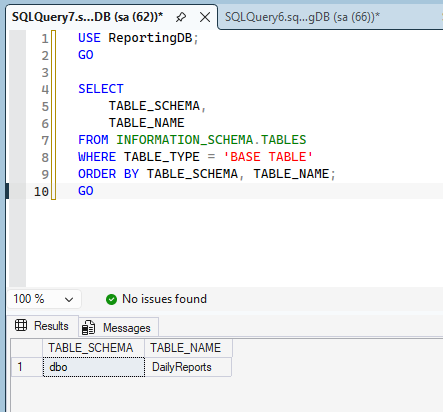 SQLQuery7.s...DB (sa (62))* SQLQuery6.sq...gDB (sa (66))*
1 USE ReportingDB;
2 GO
3
4 SELECT
5 TABLE_SCHEMA,
6 TABLE_NAME
7 FROM INFORMATION_SCHEMA.TABLES
8 WHERE TABLE_TYPE = 'BASE TABLE'
9 ORDER BY TABLE_SCHEMA, TABLE_NAME;
10 GO
100 % No issues found
Results Messages
TABLE_SCHEMA TABLE_NAME
1 dbo DailyReports